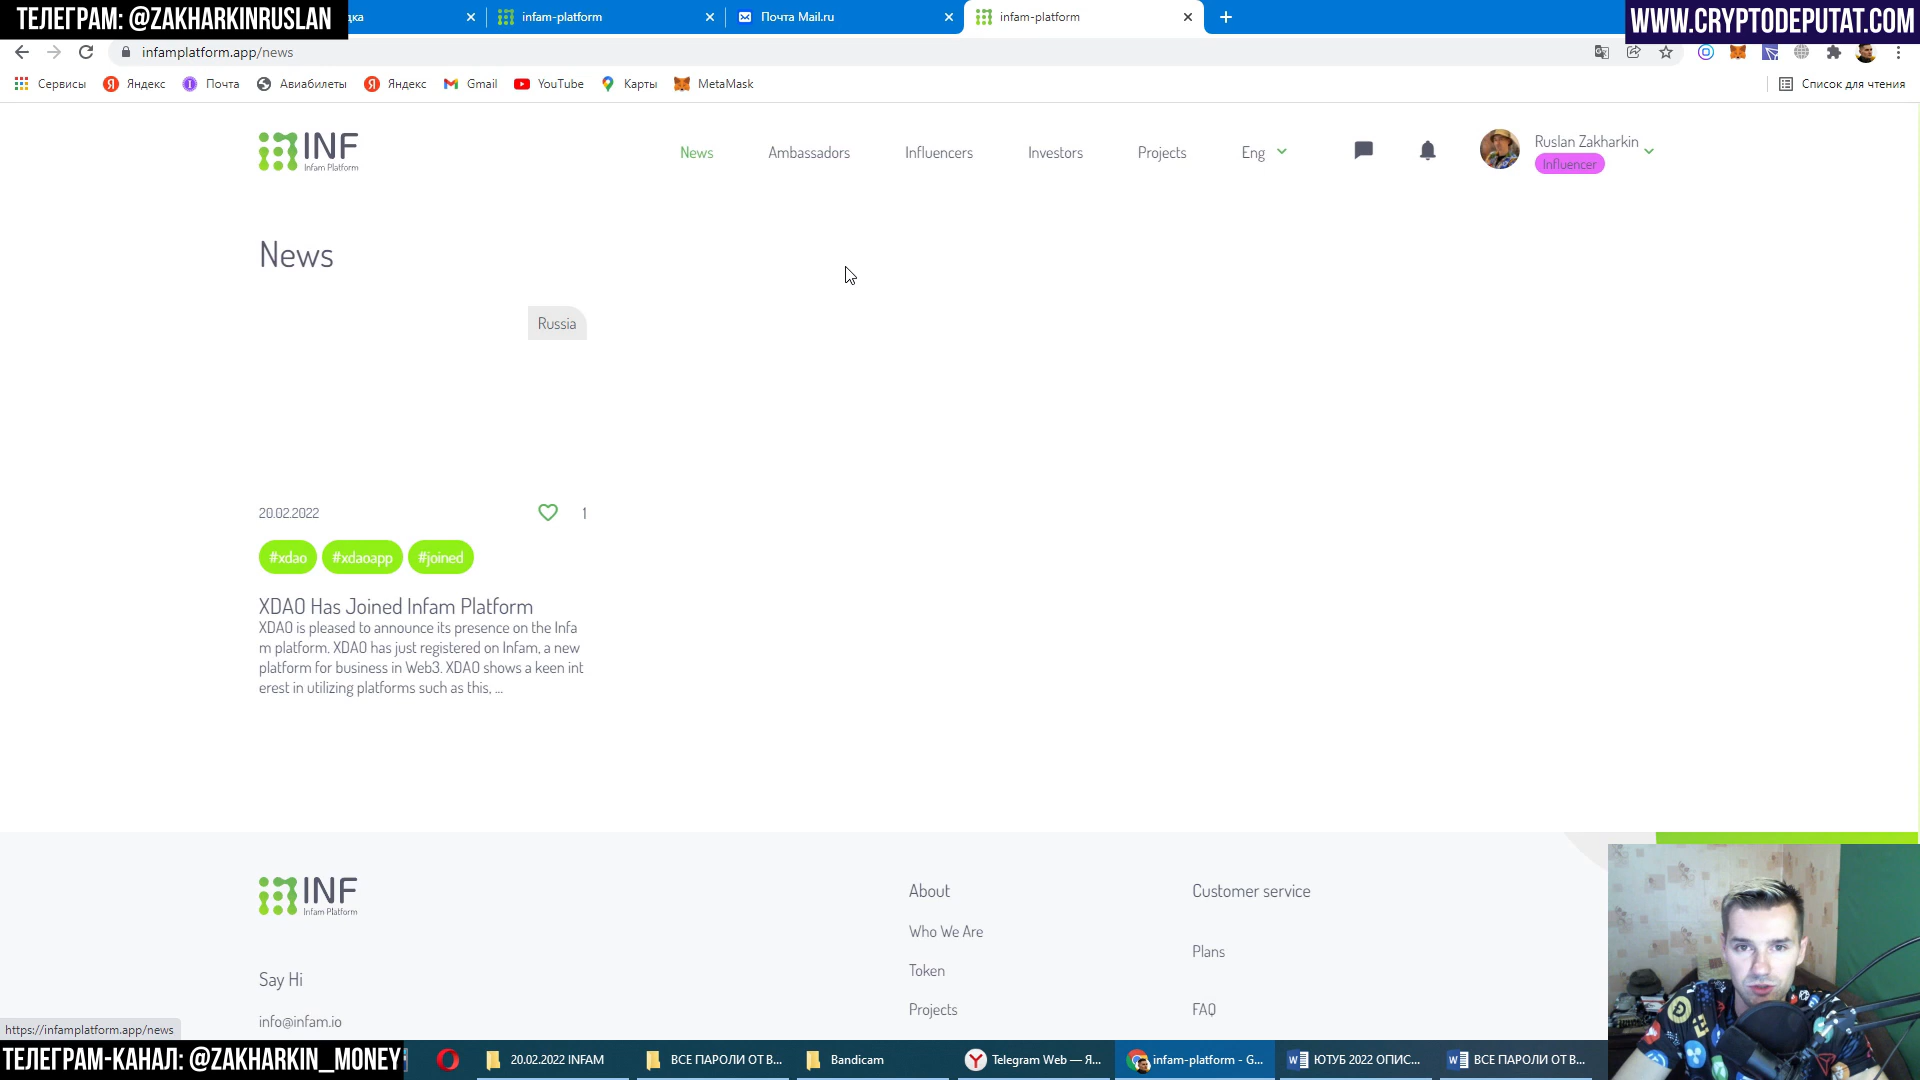 ТЕЛЕГРАМ: @ZAKHARKINRUSLAN
infam-platform
Почта Mail.ru
infam-platform
WWW.CRYPTODEPUTAT.COM
infamplatform.app/news
Сервисы
Яндекс
Почта
Авиабилеты
Яндекс
Gmail
YouTube
Карты
MetaMask
Список для чтения
INF
Infam Platform
News
Ambassadors
Influencers
Investors
Projects
Eng
Ruslan Zakharkin
Influencer
News
Russia
20.02.2022
1
#xdao
#xdaoapp
#joined
XDAO Has Joined Infam Platform
XDAO is pleased to announce its presence on the Infa
m platform. XDAO has just registered on Infam, a new
platform for business in Web3. XDAO shows a keen int
erest in utilizing platforms such as this, ...
INF
Infam Platform
About
Customer service
Who We Are
Plans
Token
Say Hi
Projects
FAQ
info@infam.io
https://infamplatform.app/news
ТЕЛЕГРАМ-КАНАЛ: @ZAKHARKIN_MONEY
20.02.2022 INFAM
ВСЕ ПАРОЛИ ОТ В...
Bandicam
Telegram Web — Я...
infam-platform - G...
ЮТУБ 2022 ОПИС...
ВСЕ ПАРОЛИ ОТ В...